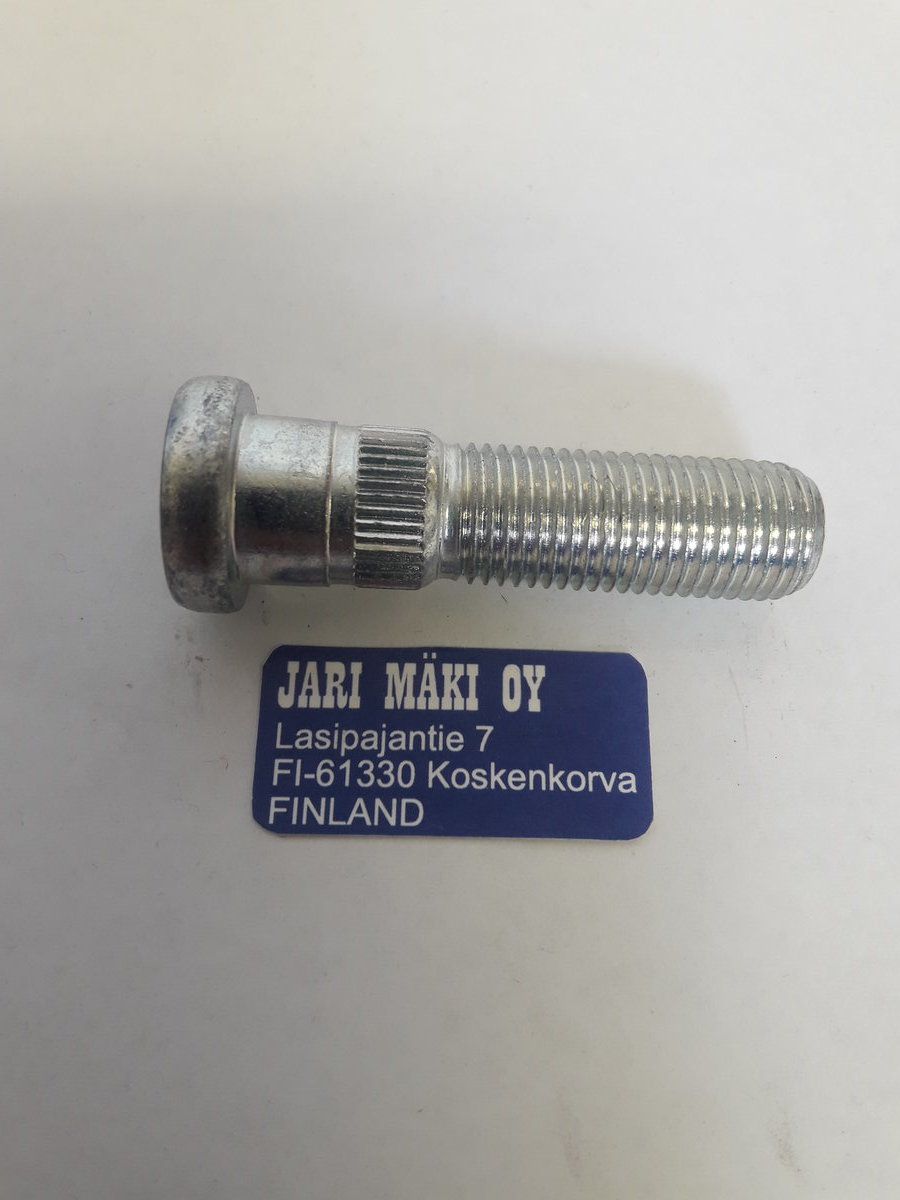 JARI MÄKI OY
Lasipajantie 7
FI-61330 Koskenkorva
FINLAND